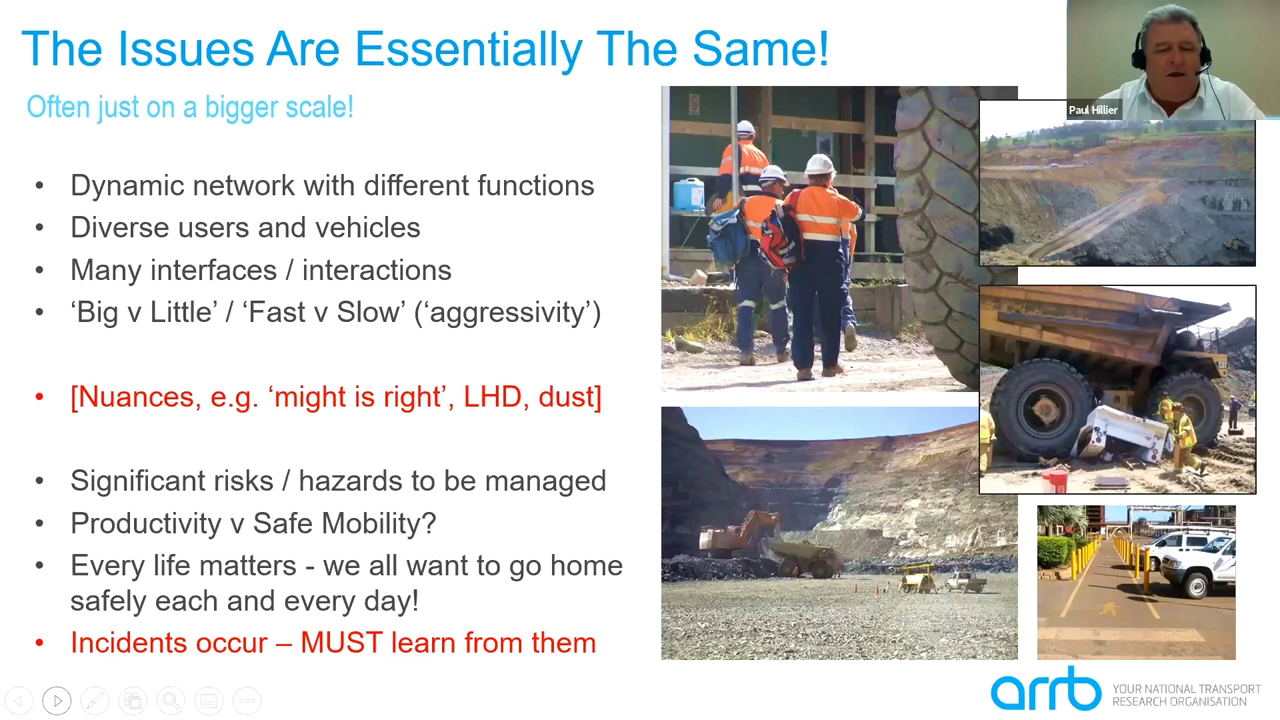 The Issues Are Essentially The Same!
Often just on a bigger scale!
• Dynamic network with different functions
• Diverse users and vehicles
• Many interfaces / interactions
• ‘Big v Little’ / ‘Fast v Slow’ (‘aggressivity’)
• [Nuances, e.g. ‘might is right’, LHD, dust]
• Significant risks / hazards to be managed
• Productivity v Safe Mobility?
• Every life matters - we all want to go home
safely each and every day!
• Incidents occur – MUST learn from them
Paul Hillier
arrb
YOUR NATIONAL TRANSPORT
RESEARCH ORGANISATION